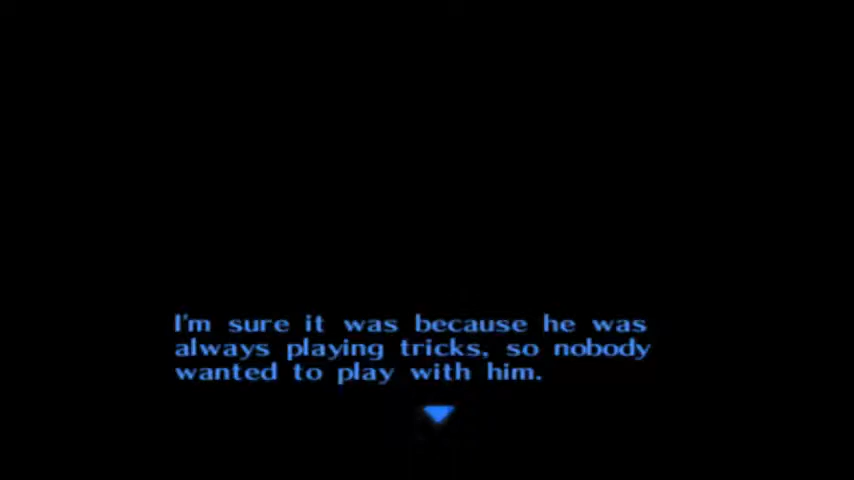 I'm sure it was because he was
always playing tricks, so nobody
wanted to play with him.